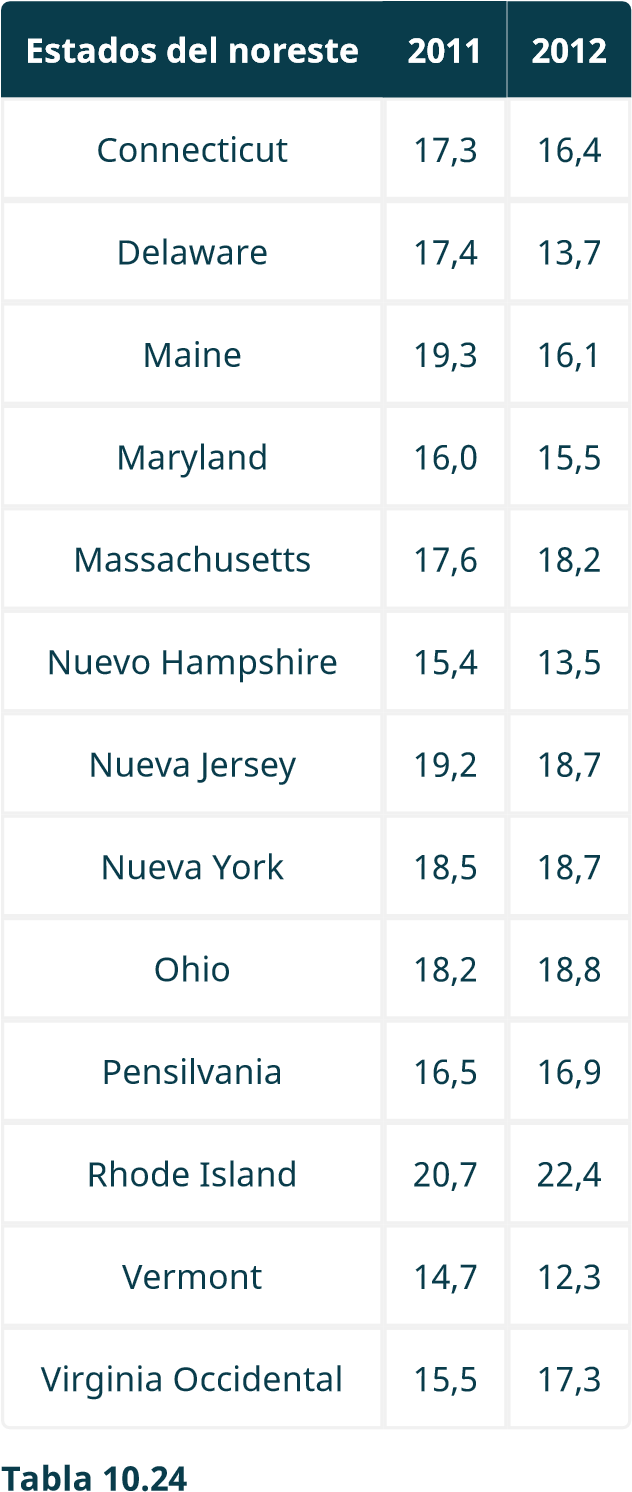 Estados del noreste 2011 2012
Connecticut 17,3 16,4
Delaware 17,4 13,7
Maine 19,3 16,1
Maryland 16,0 15,5
Massachusetts 17,6 18,2
Nuevo Hampshire 15,4 13,5
Nueva Jersey 19,2 18,7
Nueva York 18,5 18,7
Ohio 18,2 18,8
Pensilvania 16,5 16,9
Rhode Island 20,7 22,4
Vermont 14,7 12,3
Virginia Occidental 15,5 17,3
Tabla 10.24